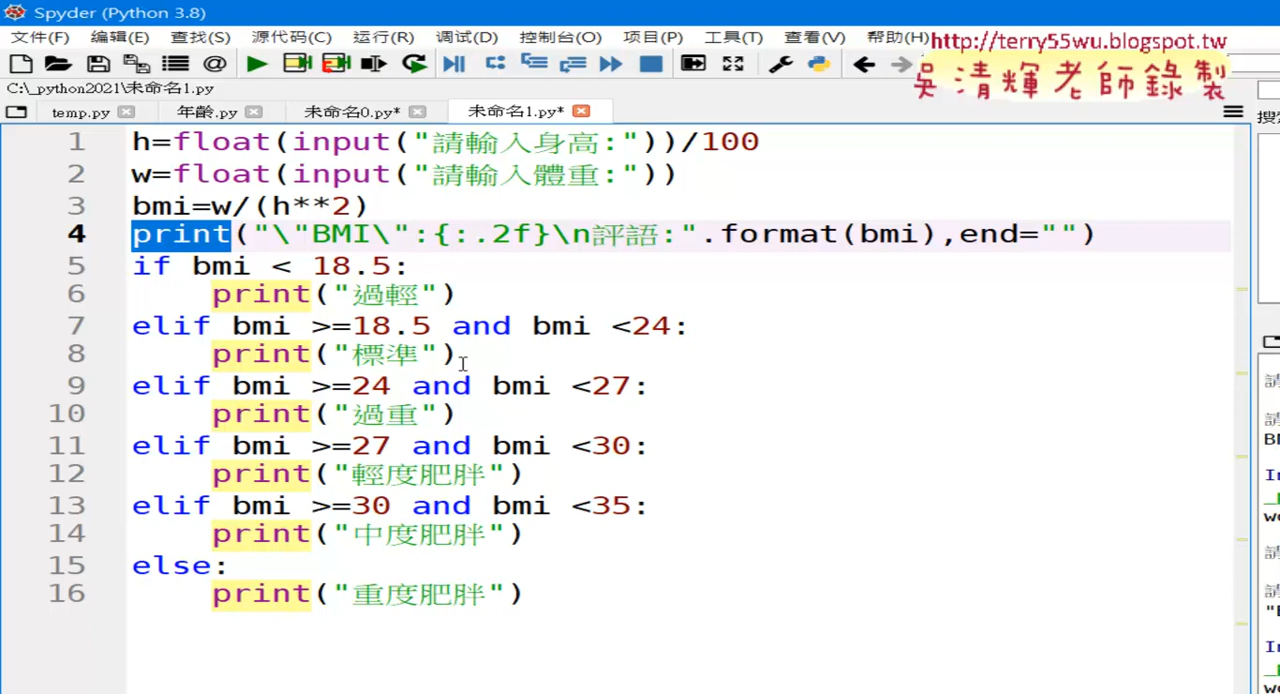 Spyder (Python 3.8)
文件(F) 编辑(E) 查找(S) 源代码(C) 运行(R) 调试(D) 控制台(O) 项目(P) 工具(T) 查看(V) 帮助(H)
http://terry55wu.blogspot.tw
吳清輝老師錄製
C:\_python2021\未命名1.py
temp.py 年齡.py 未命名0.py* 未命名1.py*
1 h=float(input("請輸入身高:"))/100
2 w=float(input("請輸入體重:"))
3 bmi=w/(h**2)
4 print("\"BMI\":{:.2f}\n評語:".format(bmi),end="")
5 if bmi < 18.5:
6 print("過輕")
7 elif bmi >=18.5 and bmi <24:
8 print("標準")
9 elif bmi >=24 and bmi <27:
10 print("過重")
11 elif bmi >=27 and bmi <30:
12 print("輕度肥胖")
13 elif bmi >=30 and bmi <35:
14 print("中度肥胖")
15 else:
16 print("重度肥胖")